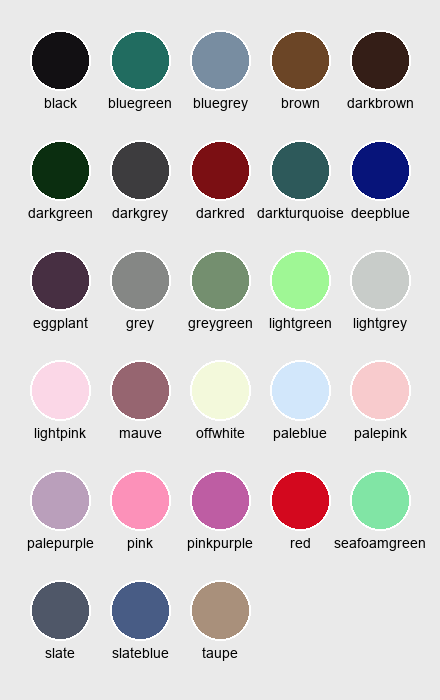 black bluegreen bluegrey brown darkbrown
darkgreen darkgrey darkred darkturquoise deepblue
eggplant grey greygreen lightgreen lightgrey
lightpink mauve offwhite paleblue palepink
palepurple pink pinkpurple red seafoamgreen
slate slateblue taupe